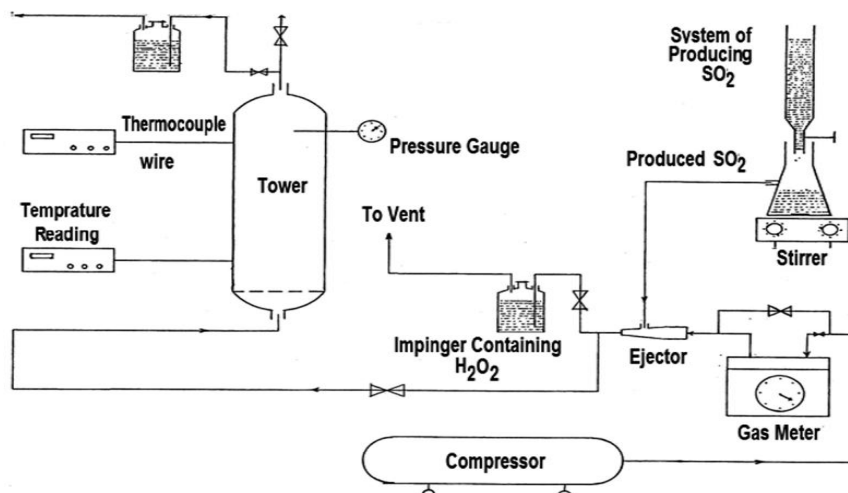 System of
Producing
SO2
Thermocouple
wire
Pressure Gauge
Produced SO2
Tower
Temprature
Reading
To Vent
Stirrer
Impinger Containing
H2O2
Ejector
Gas Meter
Compressor